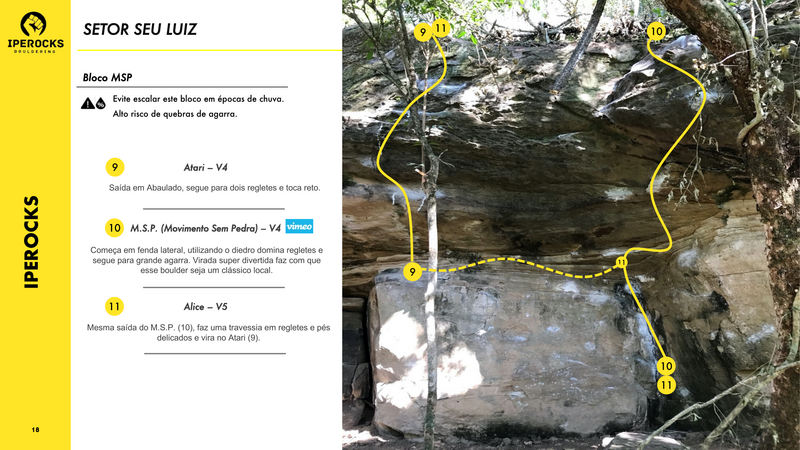 IPEROCKS
BOULDERING
SETOR SEU LUIZ
Bloco MSP
Evite escalar este bloco em épocas de chuva.
Alto risco de quebras de agarra.
9 Atari – V4
Saída em Abaulado, segue para dois regletes e toca reto.
10 M.S.P. (Movimento Sem Pedra) – V4 vimeo
Começa em fenda lateral, utilizando o diedro domina regletes e
segue para grande agarra. Virada super divertida faz com que
esse boulder seja um clássico local.
11 Alice – V5
Mesma saída do M.S.P. (10), faz uma travessia em regletes e pés
delicados e vira no Atari (9).
IPEROCKS
18
9 11
10
9
11
10
11